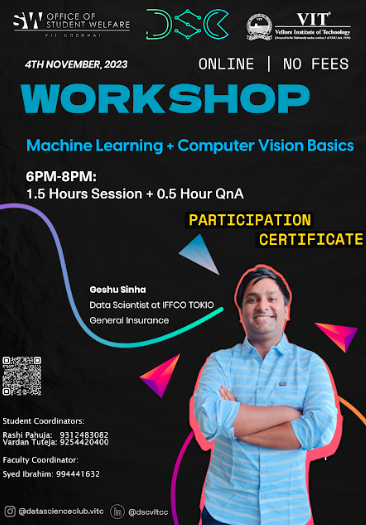 SW OFFICE OF
STUDENT WELFARE
VIT CHENNAI
DSC
VIT
Vellore Institute of Technology
4TH NOVEMBER, 2023
ONLINE | NO FEES
WORKSHOP
Machine Learning + Computer Vision Basics
6PM-8PM:
1.5 Hours Session + 0.5 Hour QnA
PARTICIPATION
CERTIFICATE
Geshu Sinha
Data Scientist at IFFCO TOKIO
General Insurance
Student Coordinators:
Rashi Pahuja: 9312483082
Vardan Tuteja: 9254420400
Faculty Coordinator:
Syed Ibrahim: 994441632
@datascienceclub.vitc
@dscvitcc